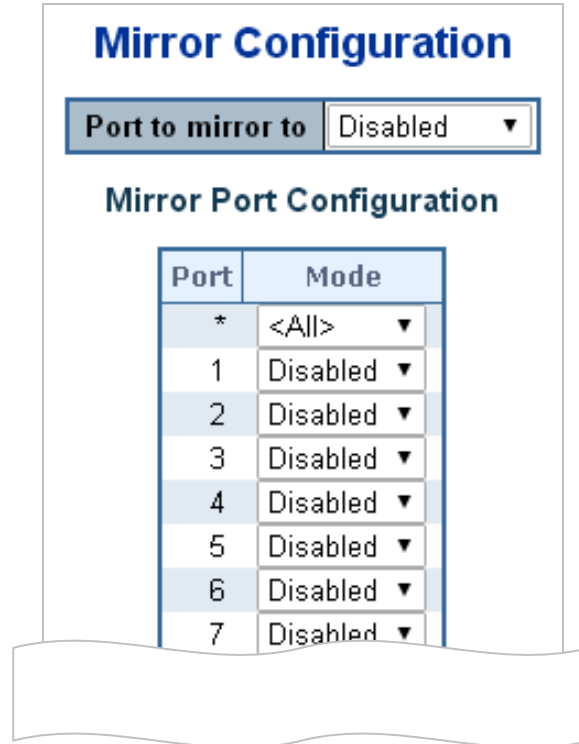 Mirror Configuration
Port to mirror to Disabled
Mirror Port Configuration
Port Mode
* <All>
1 Disabled
2 Disabled
3 Disabled
4 Disabled
5 Disabled
6 Disabled
7 Disabled